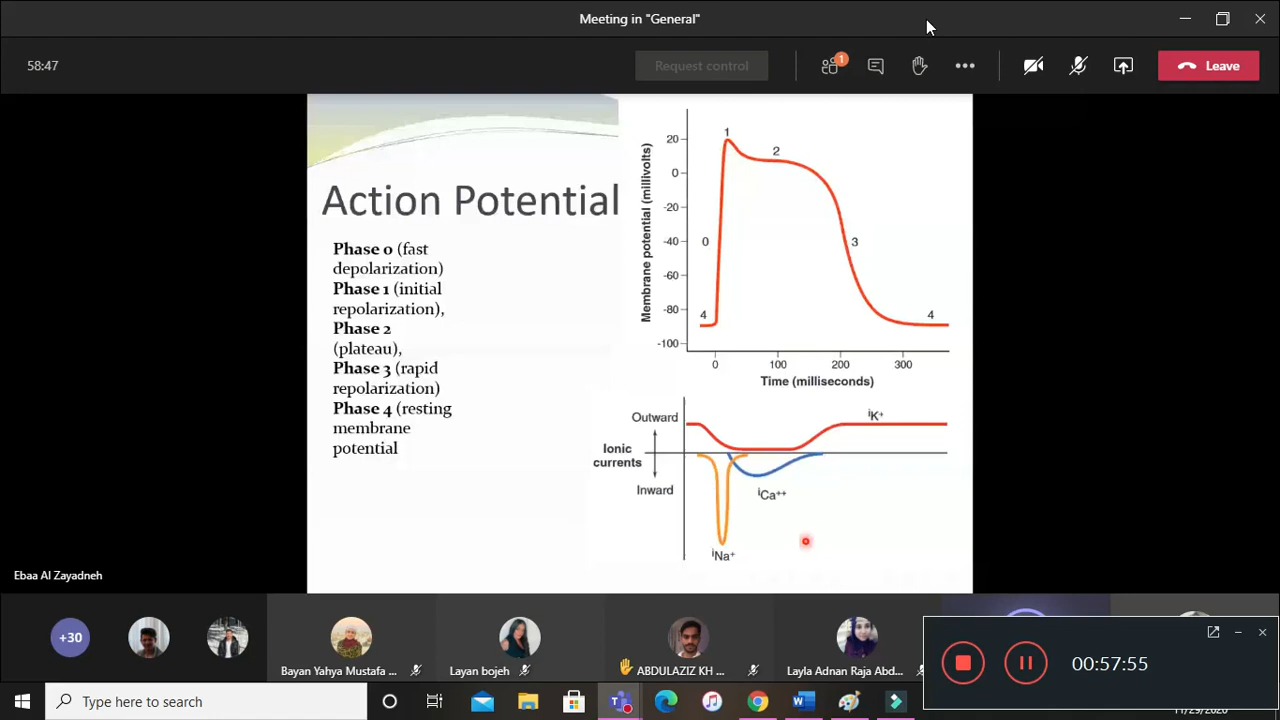 Meeting in "General"
58:47
Request control
1
Leave
Action Potential
Phase 0 (fast
depolarization)
Phase 1 (initial
repolarization),
Phase 2
(plateau),
Phase 3 (rapid
repolarization)
Phase 4 (resting
membrane
potential
Membrane potential (millivolts)
20
0
-20
-40
-60
-80
-100
1
2
0
3
4
4
0
100
200
300
Time (milliseconds)
Outward
Ionic
currents
Inward
iK+
iCa++
iNa+
Ebaa Al Zayadneh
+30
Bayan Yahya Mustafa ...
Layan bojeh
ABDULAZIZ KH ...
Layla Adnan Raja Abd...
00:57:55
Type here to search